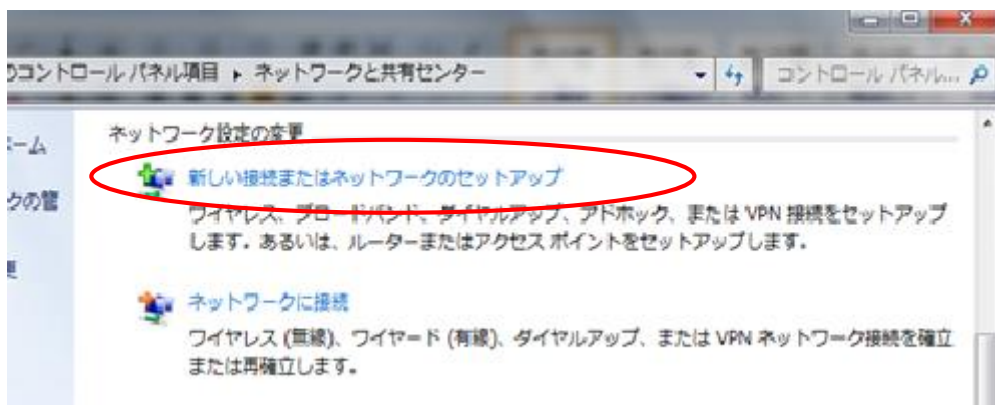 のコントロール パネル項目 ▸ ネットワークと共有センター
コントロール パネル...
ホーム
クの管
更
ネットワーク設定の変更
新しい接続またはネットワークのセットアップ
ワイヤレス、ブロードバンド、ダイヤルアップ、アドホック、または VPN 接続をセットアップ
します。あるいは、ルーターまたはアクセス ポイントをセットアップします。
ネットワークに接続
ワイヤレス (無線)、ワイヤード (有線)、ダイヤルアップ、または VPN ネットワーク接続を確立
または再確立します。